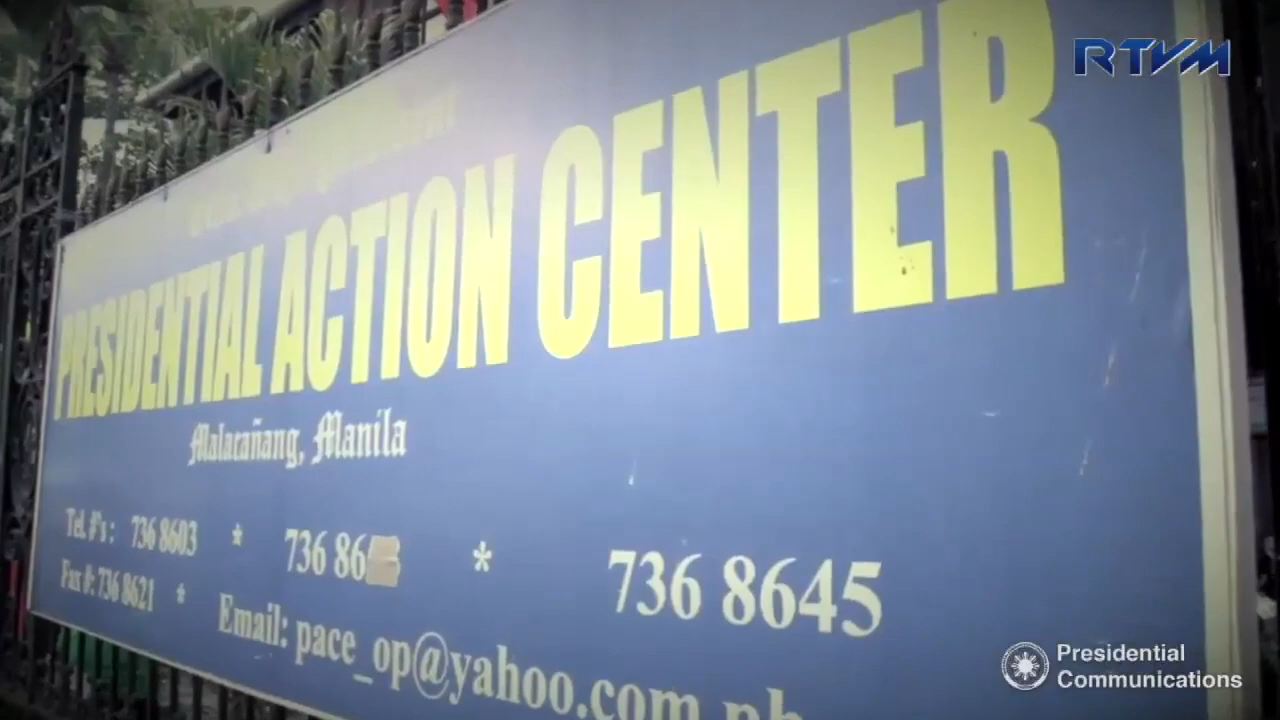 RTVM
PRESIDENTIAL ACTION CENTER
Malacañang, Manila
Tel. #'s : 736 8603 * 736 86 * 736 8645
Fax #: 736 8621 * Email: pace_op@yahoo.com.ph
Presidential
Communications